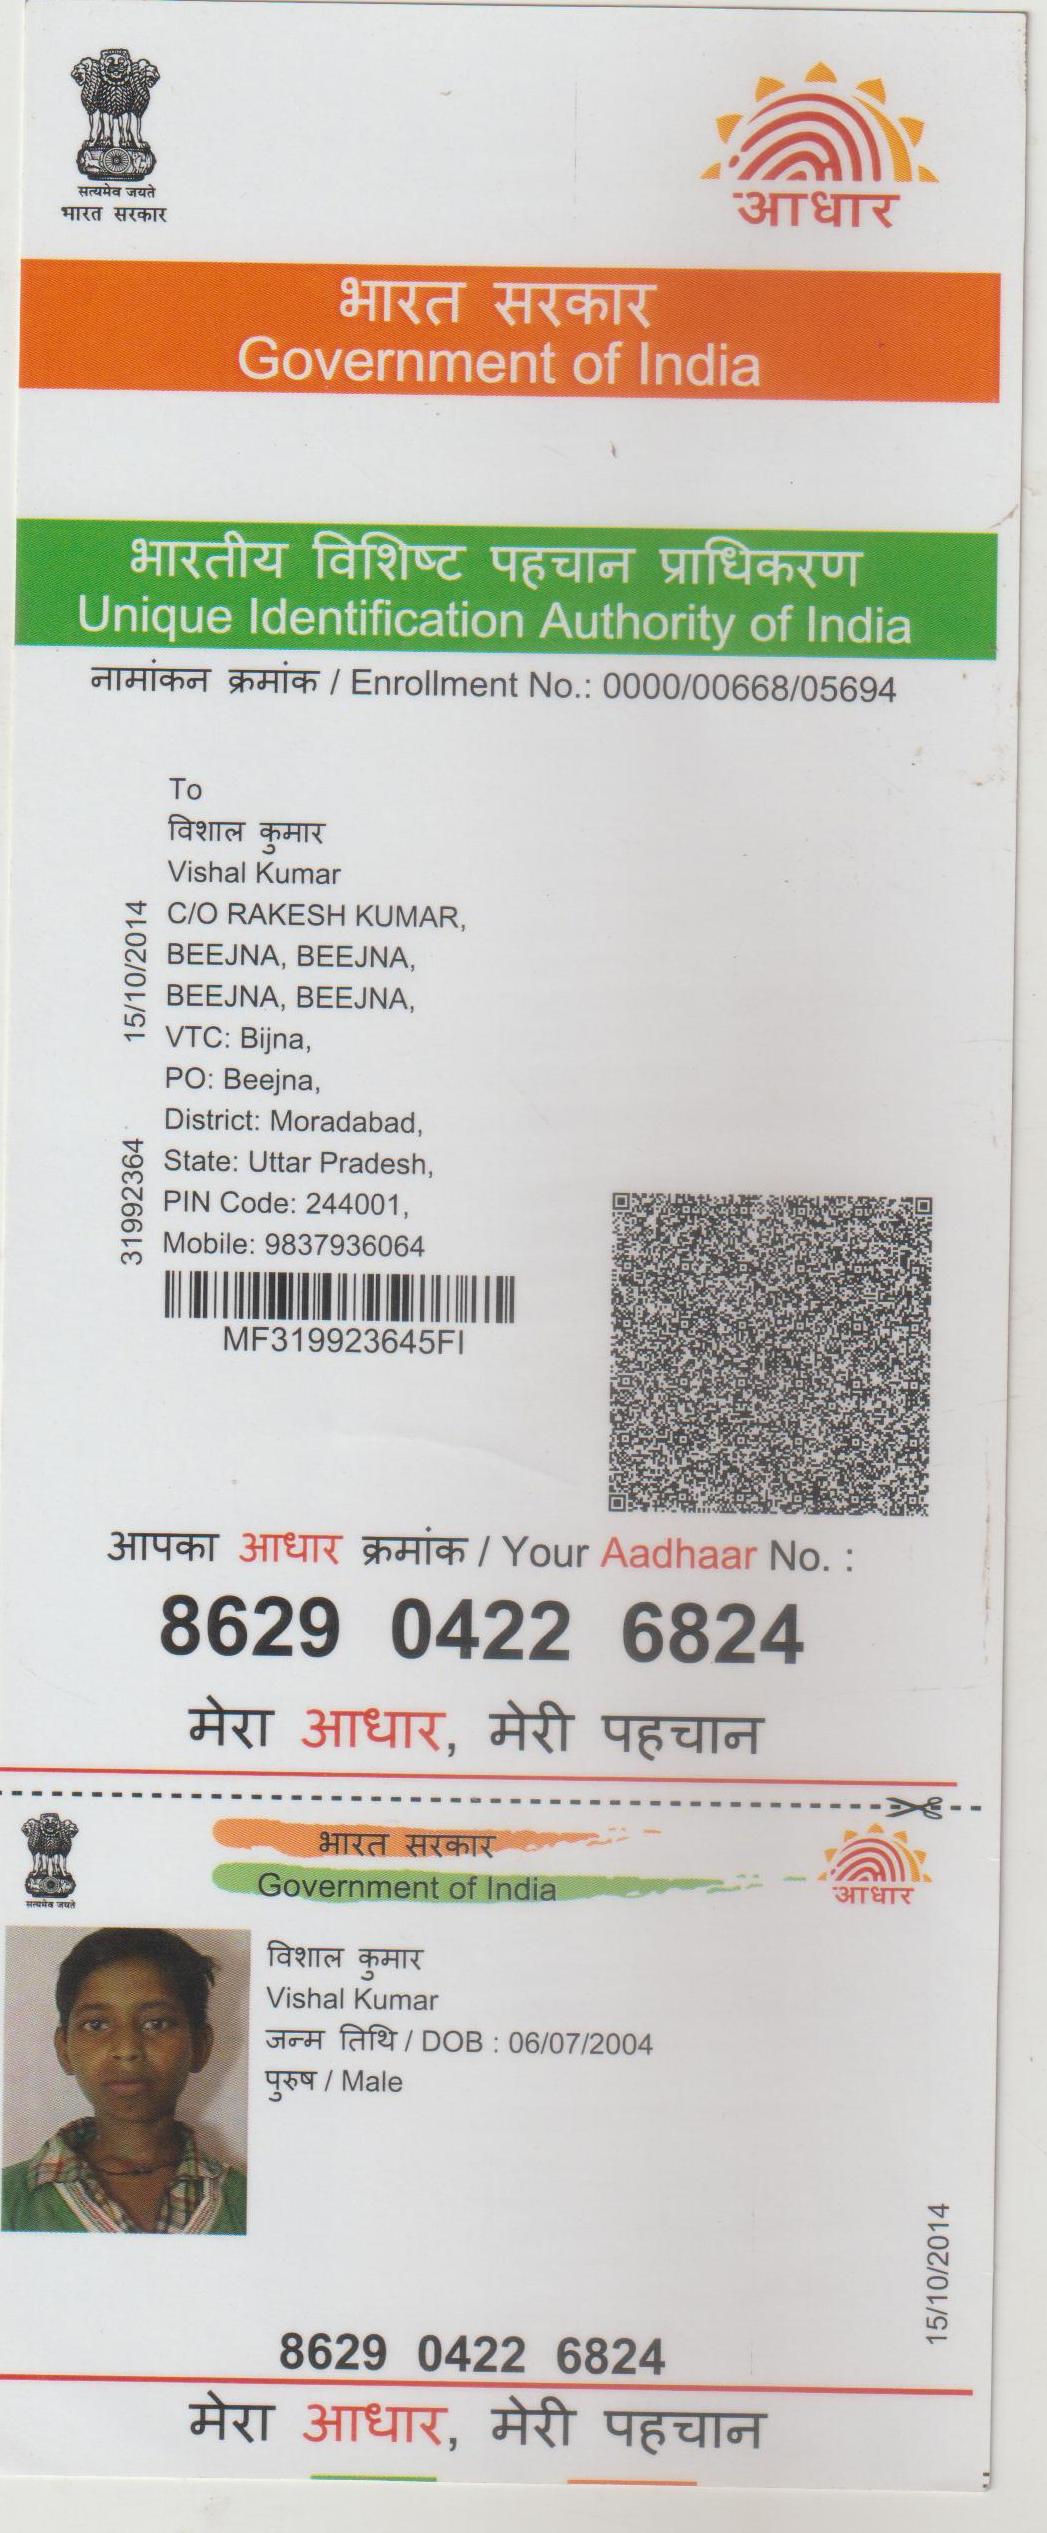 सत्यमेव जयते
भारत सरकार
आधार
भारत सरकार
Government of India
भारतीय विशिष्ट पहचान प्राधिकरण
Unique Identification Authority of India
नामांकन क्रमांक / Enrollment No.: 0000/00668/05694
To
विशाल कुमार
Vishal Kumar
C/O RAKESH KUMAR,
BEEJNA, BEEJNA,
BEEJNA, BEEJNA,
VTC: Bijna,
PO: Beejna,
District: Moradabad,
State: Uttar Pradesh,
PIN Code: 244001,
Mobile: 9837936064
15/10/2014
31992364
MF319923645FI
आपका आधार क्रमांक / Your Aadhaar No. :
8629 0422 6824
मेरा आधार, मेरी पहचान
सत्यमेव जयते
भारत सरकार
Government of India
आधार
विशाल कुमार
Vishal Kumar
जन्म तिथि / DOB : 06/07/2004
पुरुष / Male
15/10/2014
8629 0422 6824
मेरा आधार, मेरी पहचान